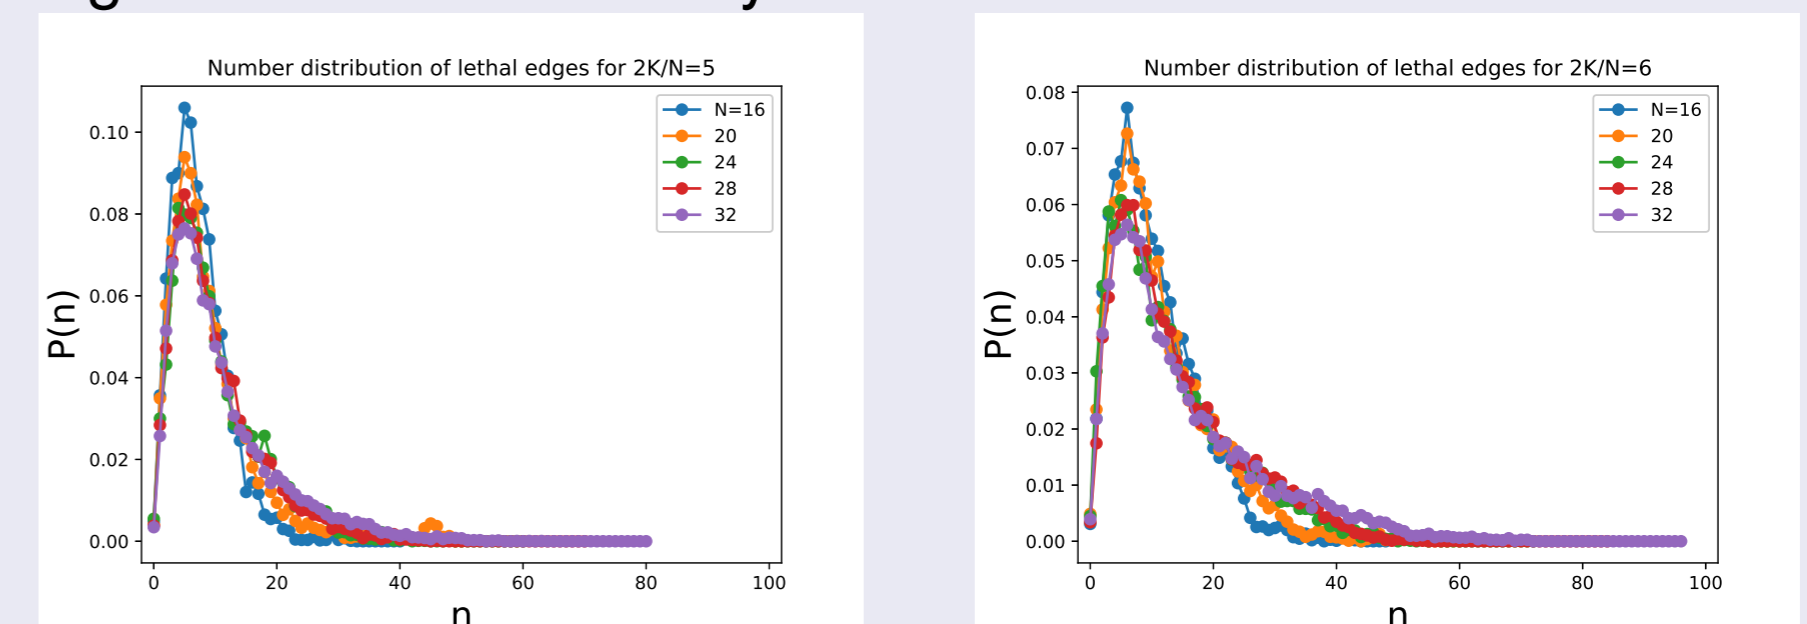 Number distribution of lethal edges for 2K/N=5
P(n)
0.10
0.08
0.06
0.04
0.02
0.00
0 20 40 60 80 100
n
N=16
20
24
28
32
Number distribution of lethal edges for 2K/N=6
P(n)
0.08
0.07
0.06
0.05
0.04
0.03
0.02
0.01
0.00
0 20 40 60 80 100
n
N=16
20
24
28
32